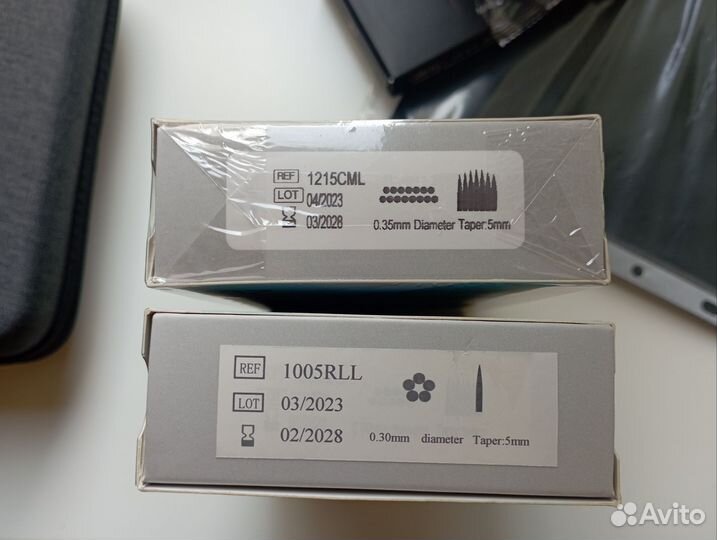 REF 1215CML
LOT 04/2023
03/2028 0.35mm Diameter Taper:5mm
REF 1005RLL
LOT 03/2023
02/2028 0.30mm diameter Taper:5mm
Avito